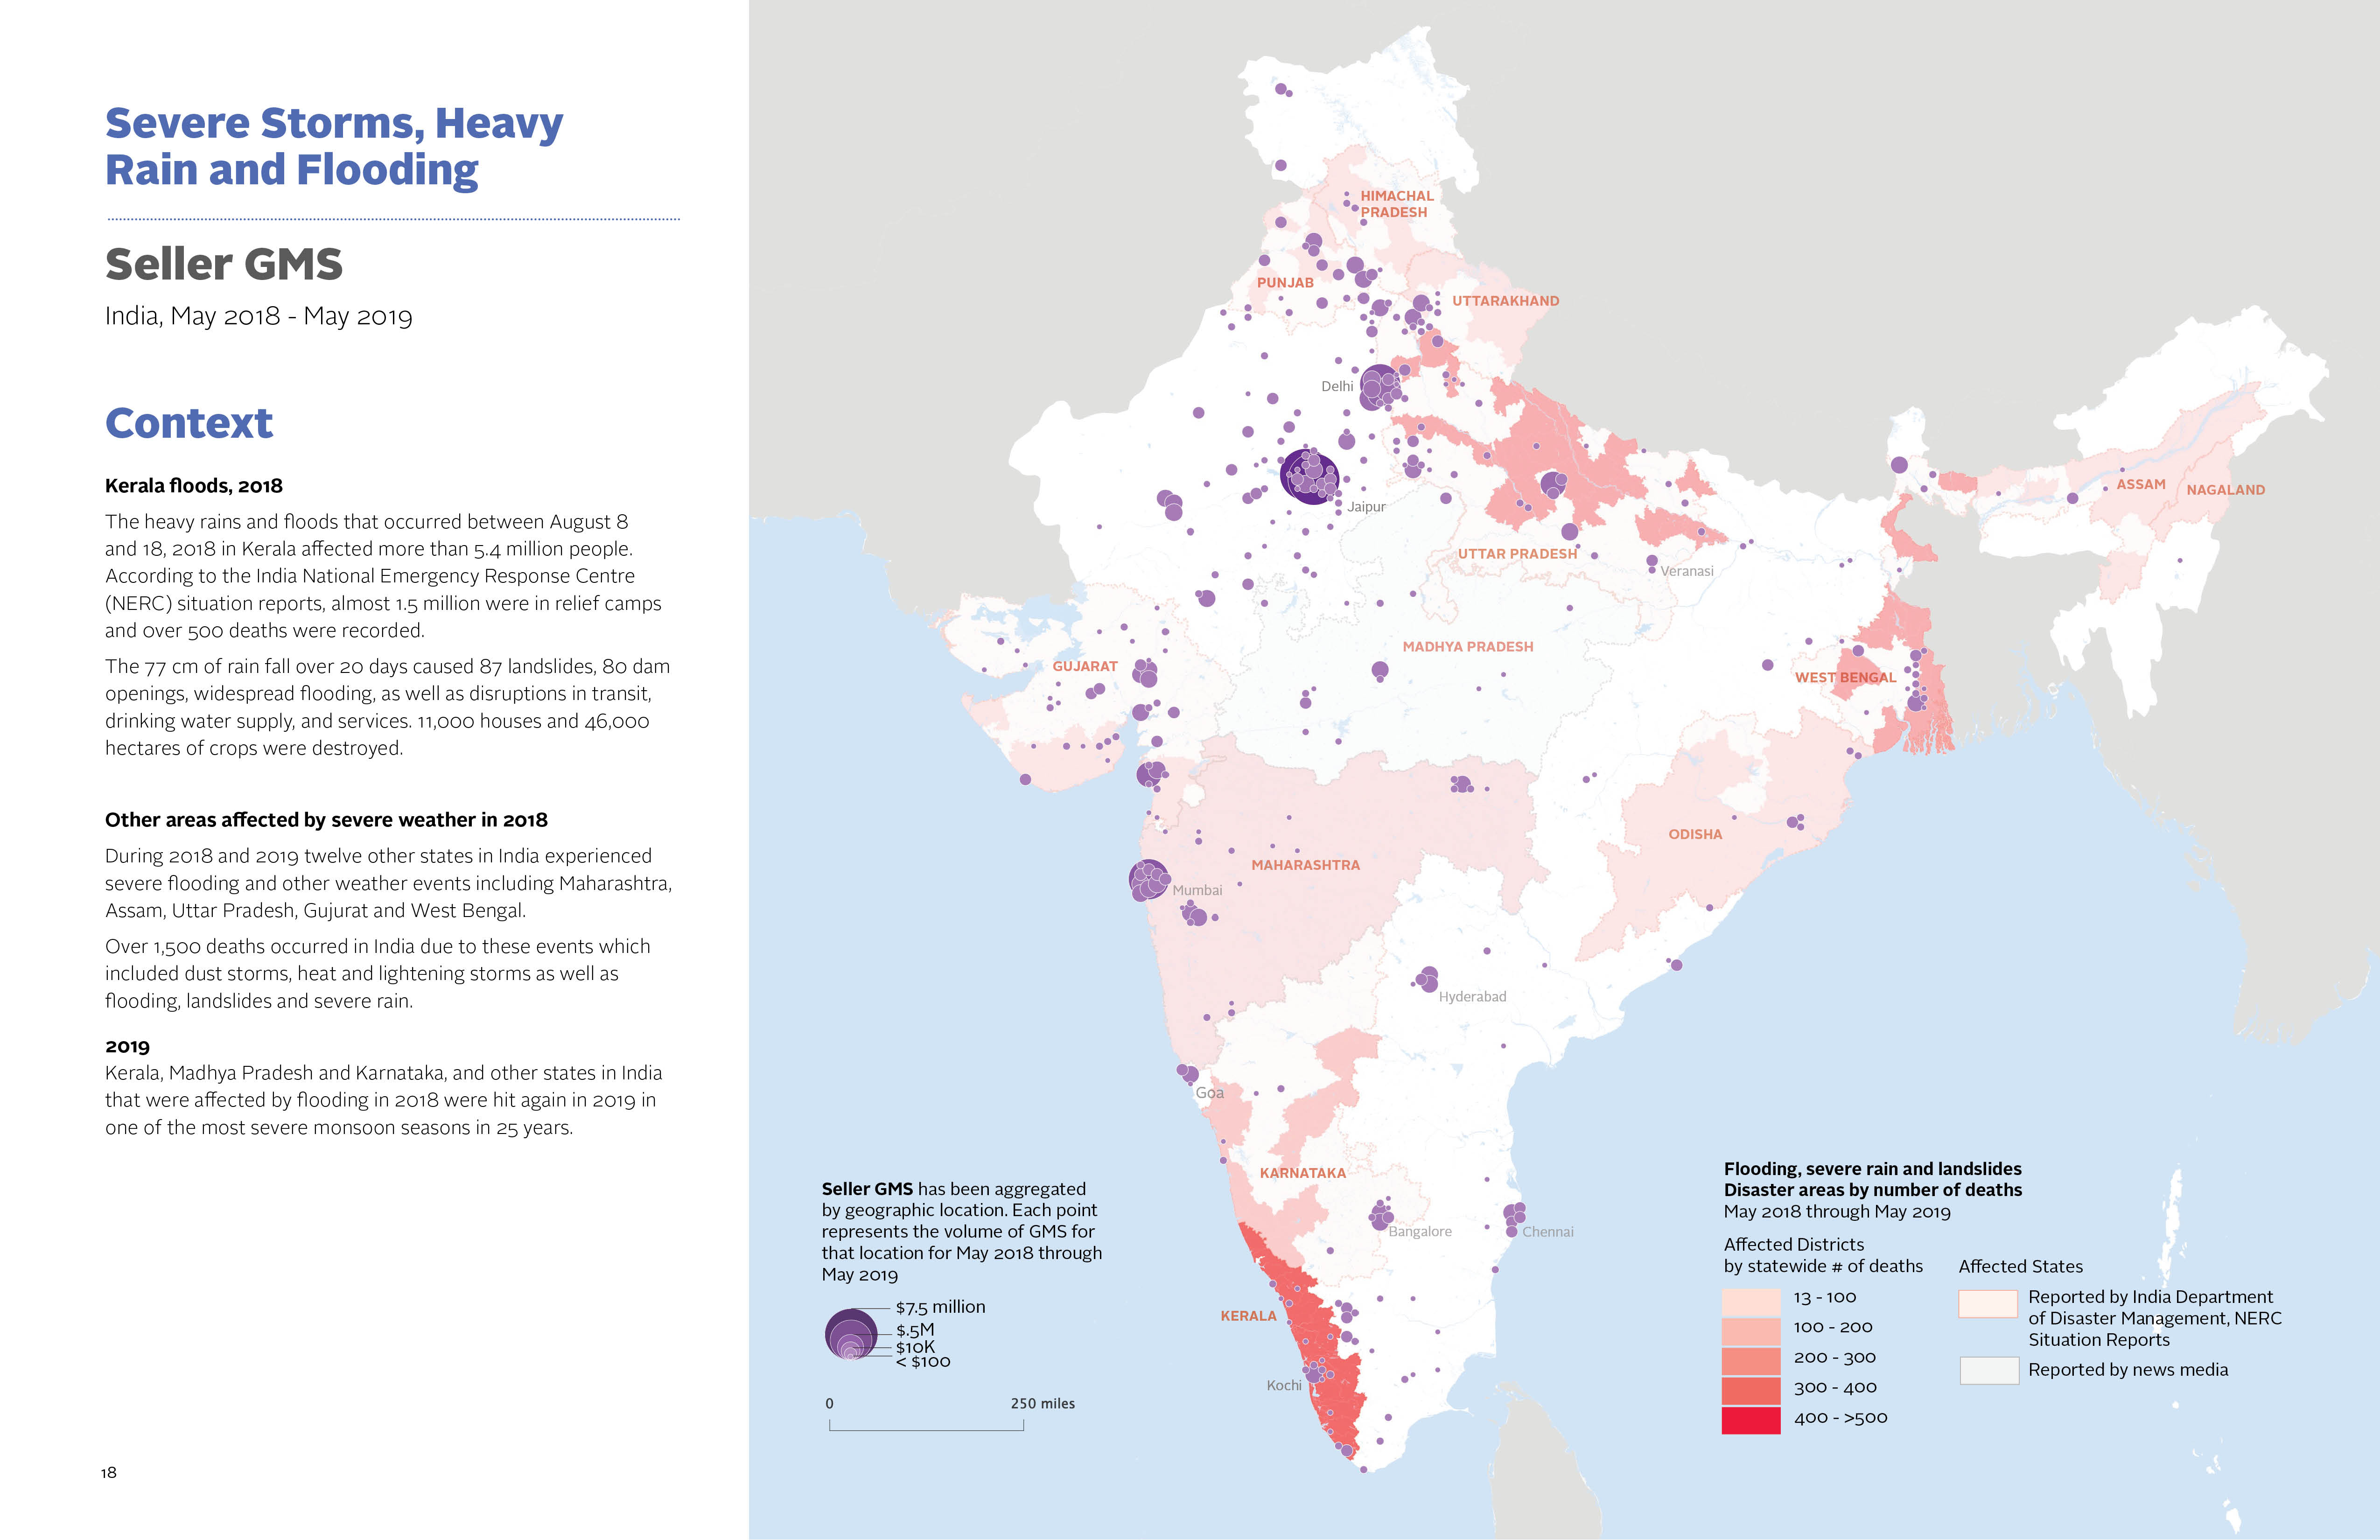 Severe Storms, Heavy
Rain and Flooding
Seller GMS
India, May 2018 - May 2019
Context
Kerala floods, 2018
The heavy rains and floods that occurred between August 8
and 18, 2018 in Kerala affected more than 5.4 million people.
According to the India National Emergency Response Centre
(NERC) situation reports, almost 1.5 million were in relief camps
and over 500 deaths were recorded.
The 77 cm of rain fall over 20 days caused 87 landslides, 80 dam
openings, widespread flooding, as well as disruptions in transit,
drinking water supply, and services. 11,000 houses and 46,000
hectares of crops were destroyed.
Other areas affected by severe weather in 2018
During 2018 and 2019 twelve other states in India experienced
severe flooding and other weather events including Maharashtra,
Assam, Uttar Pradesh, Gujurat and West Bengal.
Over 1,500 deaths occurred in India due to these events which
included dust storms, heat and lightening storms as well as
flooding, landslides and severe rain.
2019
Kerala, Madhya Pradesh and Karnataka, and other states in India
that were affected by flooding in 2018 were hit again in 2019 in
one of the most severe monsoon seasons in 25 years.
18
HIMACHAL
PRADESH
PUNJAB
UTTARAKHAND
Delhi
Jaipur
ASSAM
NAGALAND
UTTAR PRADESH
Veranasi
MADHYA PRADESH
GUJARAT
WEST BENGAL
ODISHA
MAHARASHTRA
Mumbai
Hyderabad
Goa
KARNATAKA
Bangalore
Chennai
KERALA
Kochi
Seller GMS has been aggregated
by geographic location. Each point
represents the volume of GMS for
that location for May 2018 through
May 2019
$7.5 million
$.5M
$10K
< $100
0 250 miles
Flooding, severe rain and landslides
Disaster areas by number of deaths
May 2018 through May 2019
Affected Districts
by statewide # of deaths
13 - 100
100 - 200
200 - 300
300 - 400
400 - >500
Affected States
Reported by India Department
of Disaster Management, NERC
Situation Reports
Reported by news media